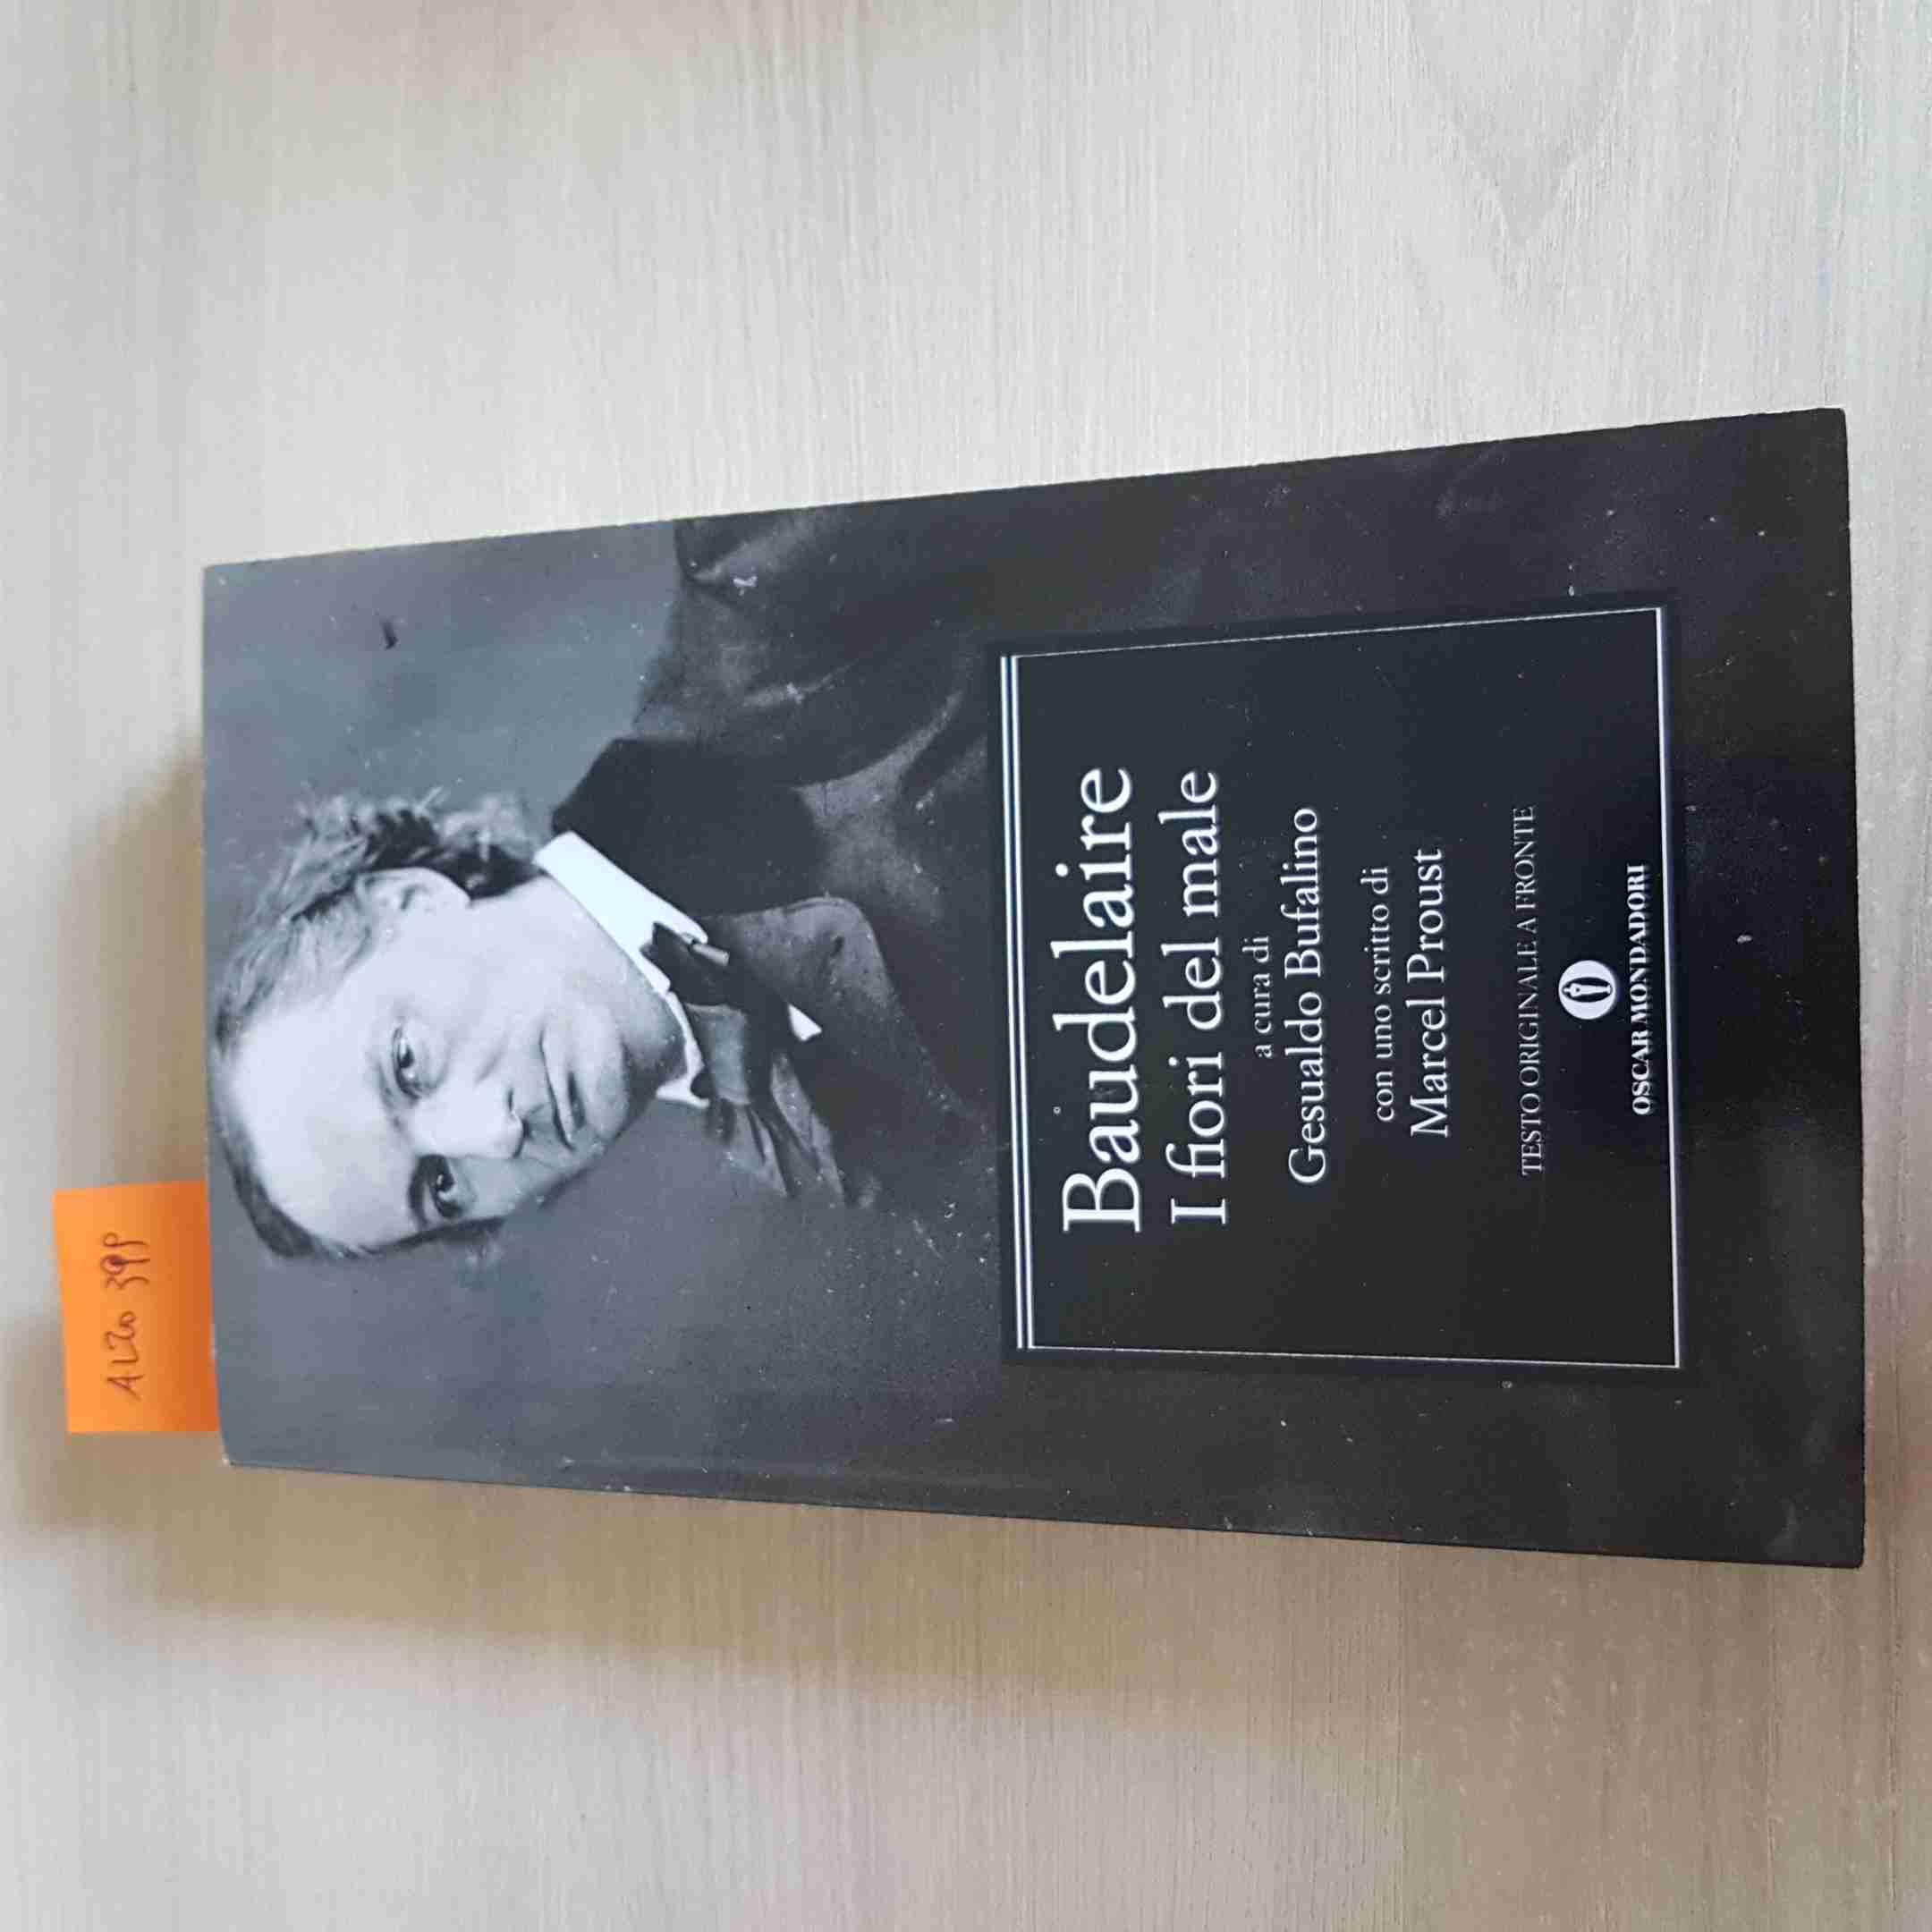 Baudelaire
I fiori del male
a cura di
Gesualdo Bufalino
con uno scritto di
Marcel Proust
TESTO ORIGINALE A FRONTE
OSCAR MONDADORI